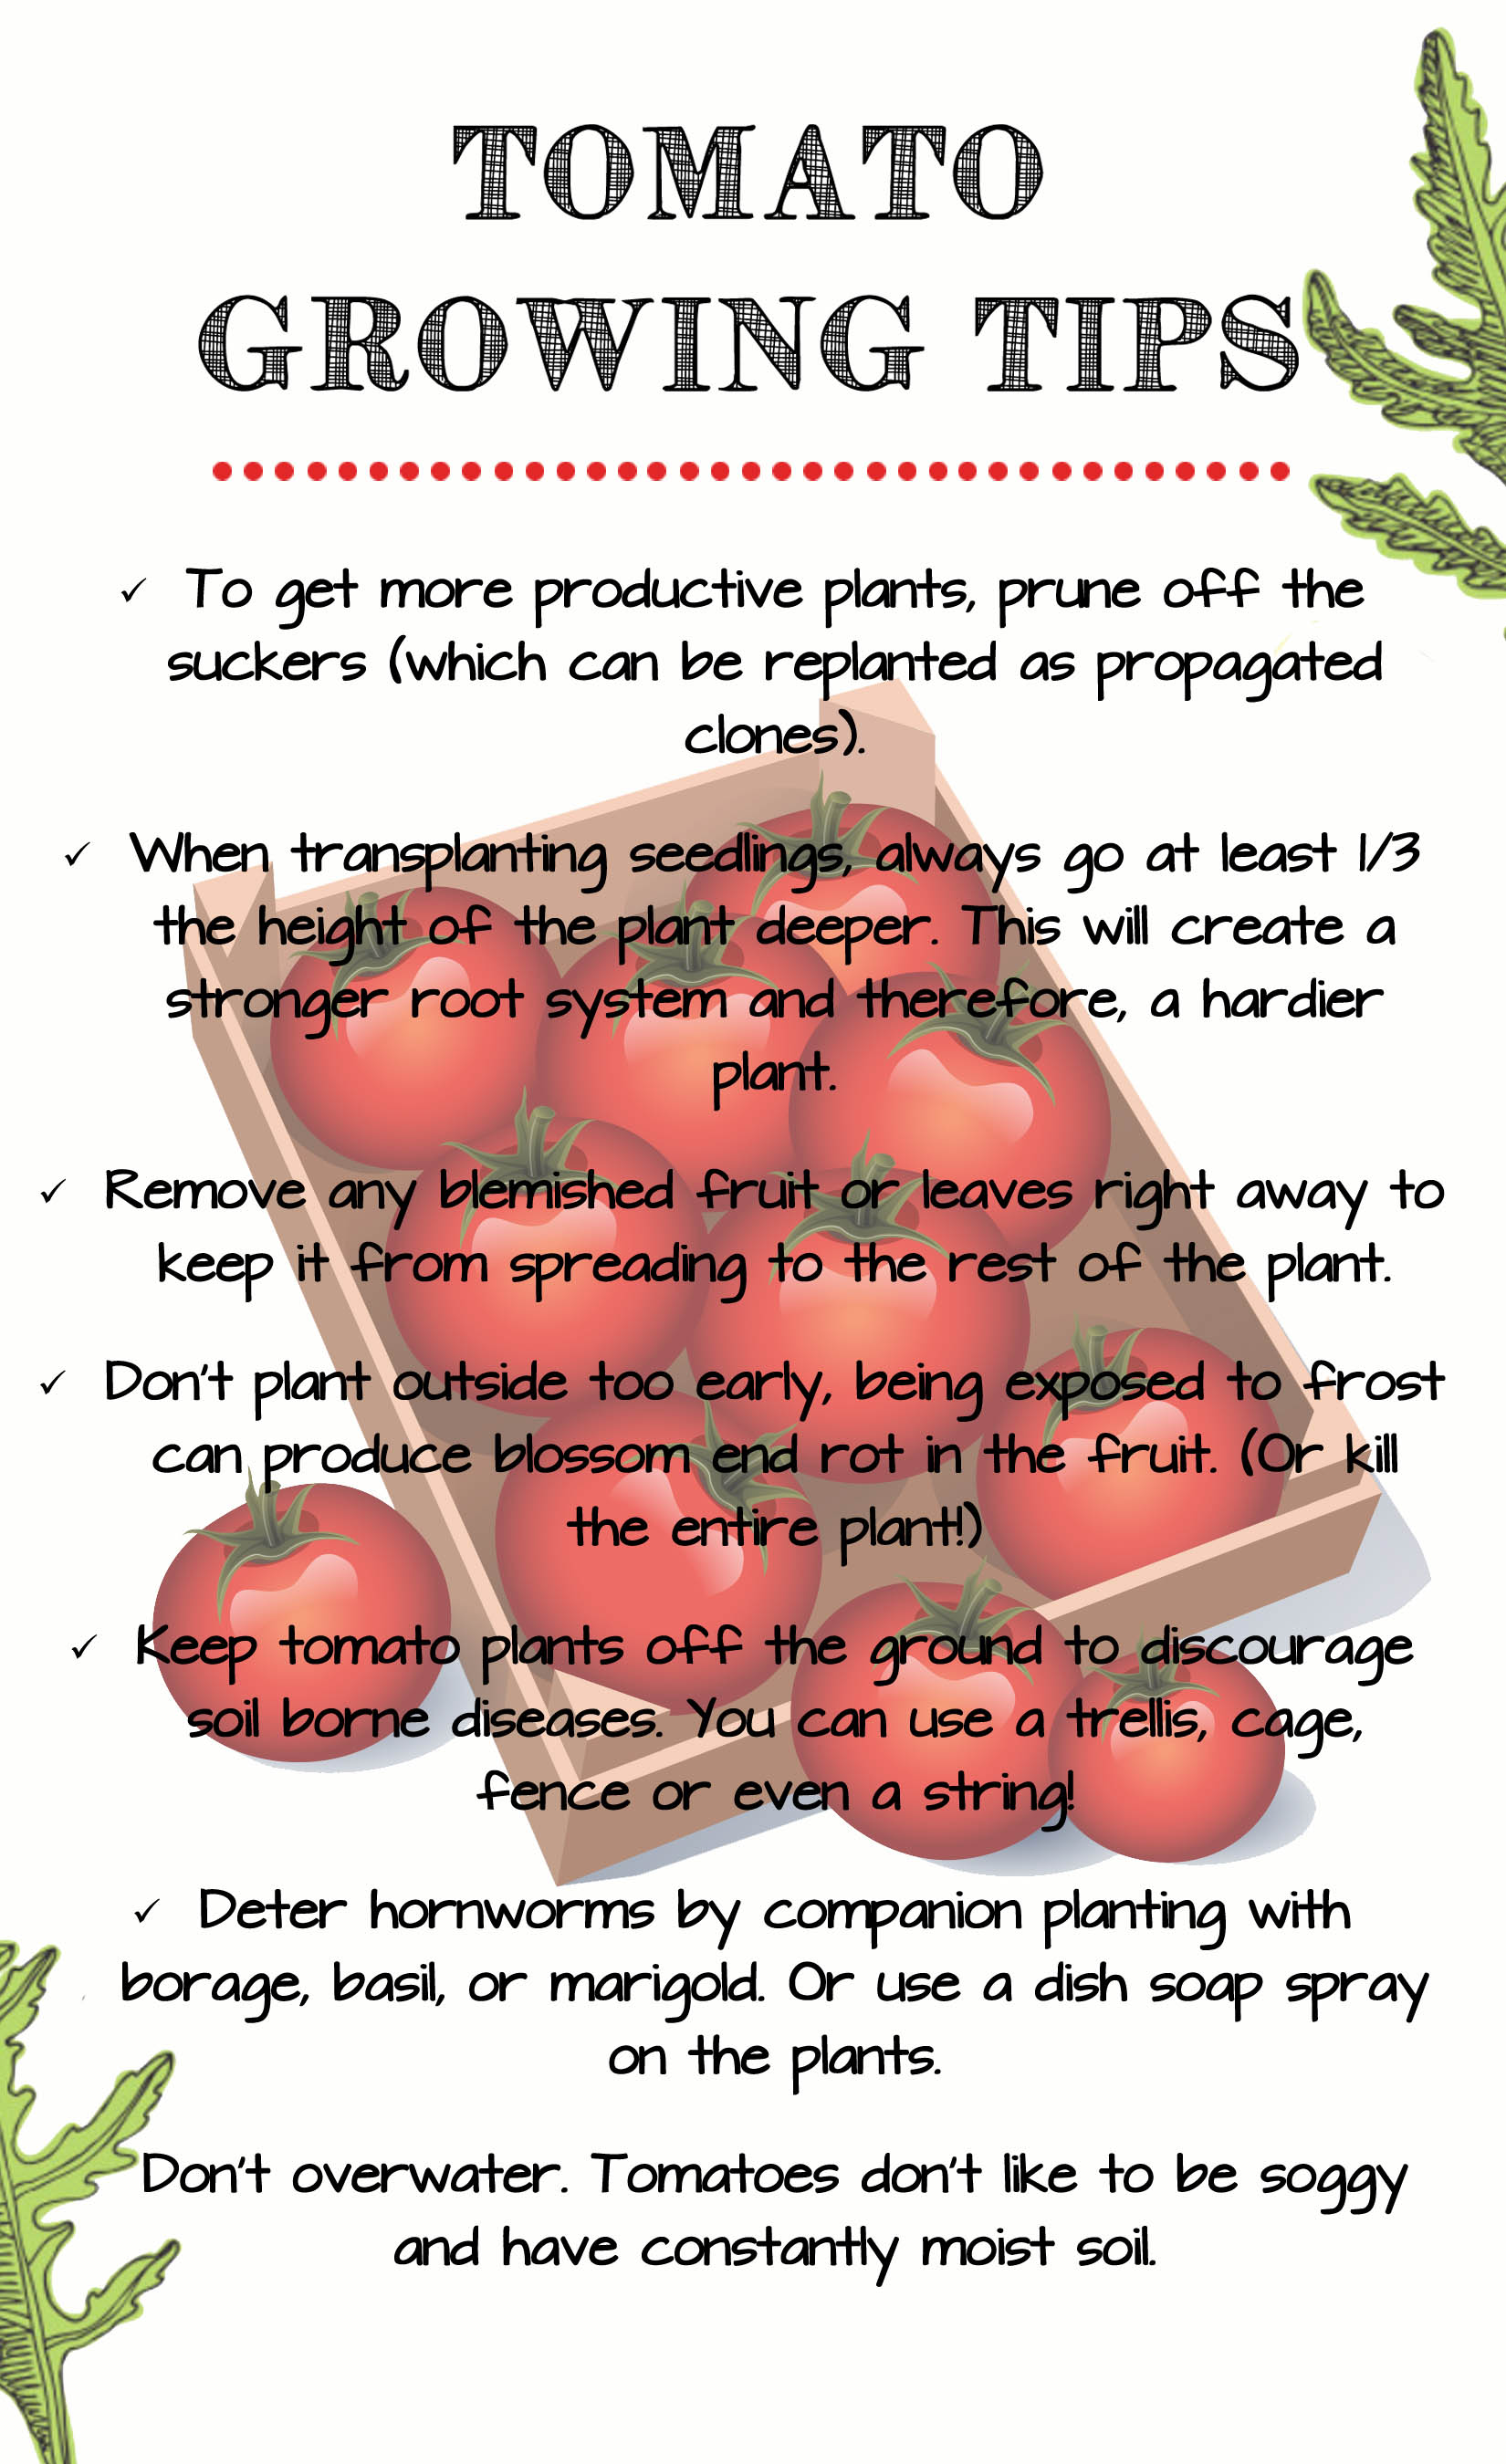 TOMATO
GROWING TIPS
✓ To get more productive plants, prune off the
suckers (which can be replanted as propagated
clones).
✓ When transplanting seedlings, always go at least 1/3
the height of the plant deeper. This will create a
stronger root system and therefore, a hardier
plant.
✓ Remove any blemished fruit or leaves right away to
keep it from spreading to the rest of the plant.
✓ Don't plant outside too early, being exposed to frost
can produce blossom end rot in the fruit. (Or kill
the entire plant!)
✓ Keep tomato plants off the ground to discourage
soil borne diseases. You can use a trellis, cage,
fence or even a string!
✓ Deter hornworms by companion planting with
borage, basil, or marigold. Or use a dish soap spray
on the plants.
Don't overwater. Tomatoes don't like to be soggy
and have constantly moist soil.